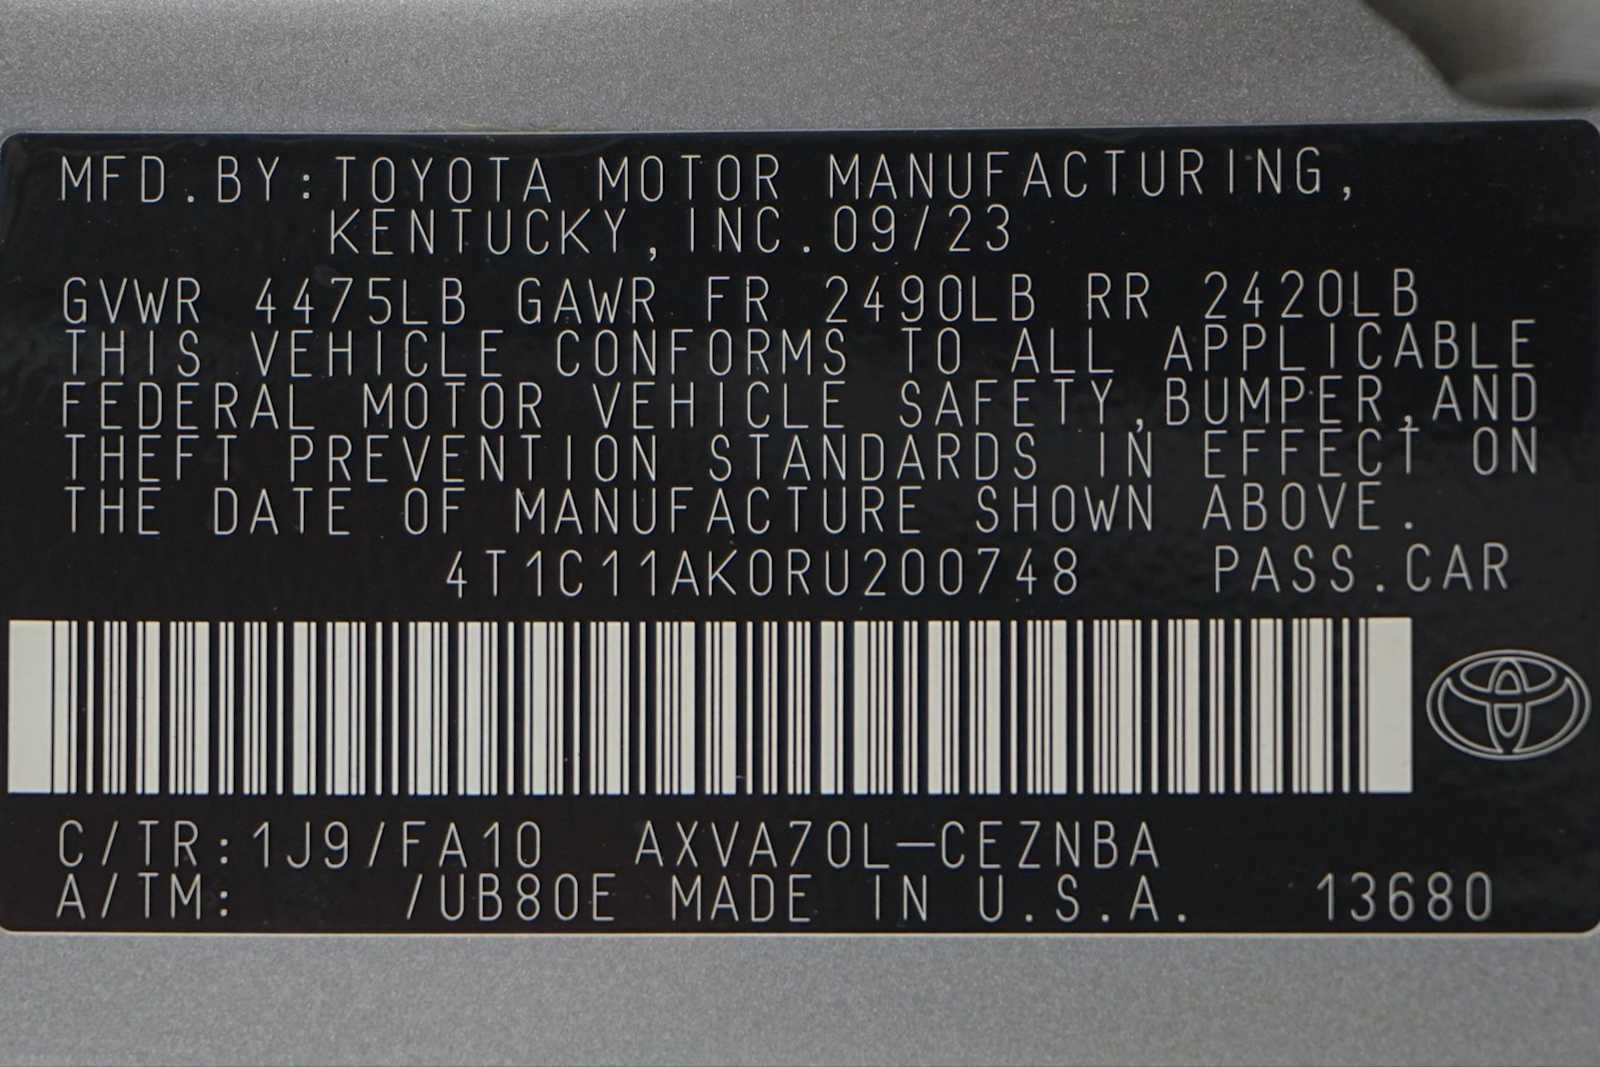 MFD.BY:TOYOTA MOTOR MANUFACTURING,
KENTUCKY,INC.09/23
GVWR 4475LB GAWR FR 2490LB RR 2420LB
THIS VEHICLE CONFORMS TO ALL APPLICABLE
FEDERAL MOTOR VEHICLE SAFETY,BUMPER,AND
THEFT PREVENTION STANDARDS IN EFFECT ON
THE DATE OF MANUFACTURE SHOWN ABOVE.
4T1C11AK0RU200748 PASS.CAR
C/TR:1J9/FA10 AXVA70L-CEZNBA
A/TM: /UB80E MADE IN U.S.A. 13680